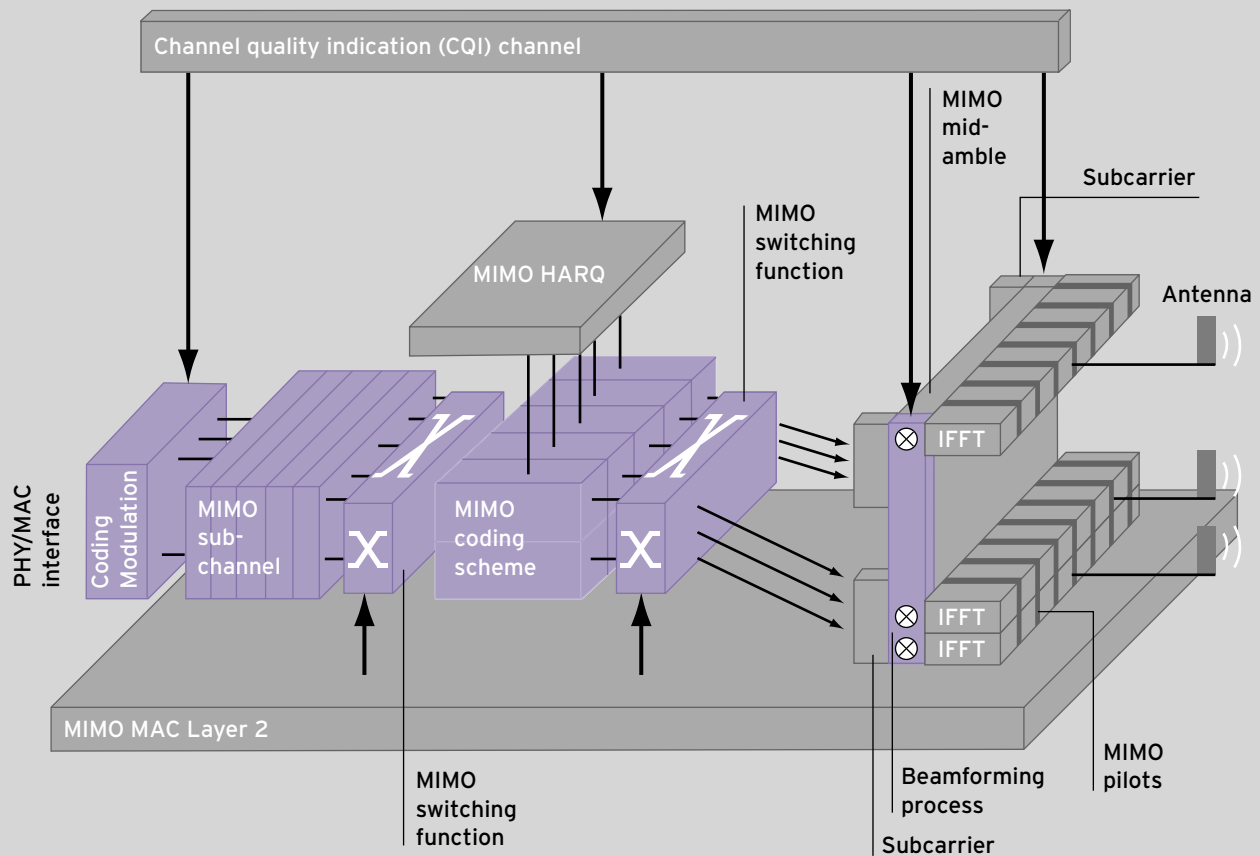 Channel quality indication (CQI) channel
MIMO
mid-
amble
Subcarrier
MIMO
switching
function
MIMO HARQ
Antenna
PHY/MAC
interface
Coding
Modulation
MIMO
sub-
channel
X
X
MIMO
coding
scheme
X
X
IFFT
IFFT
IFFT
MIMO MAC Layer 2
MIMO
switching
function
Beamforming
process
Subcarrier
MIMO
pilots